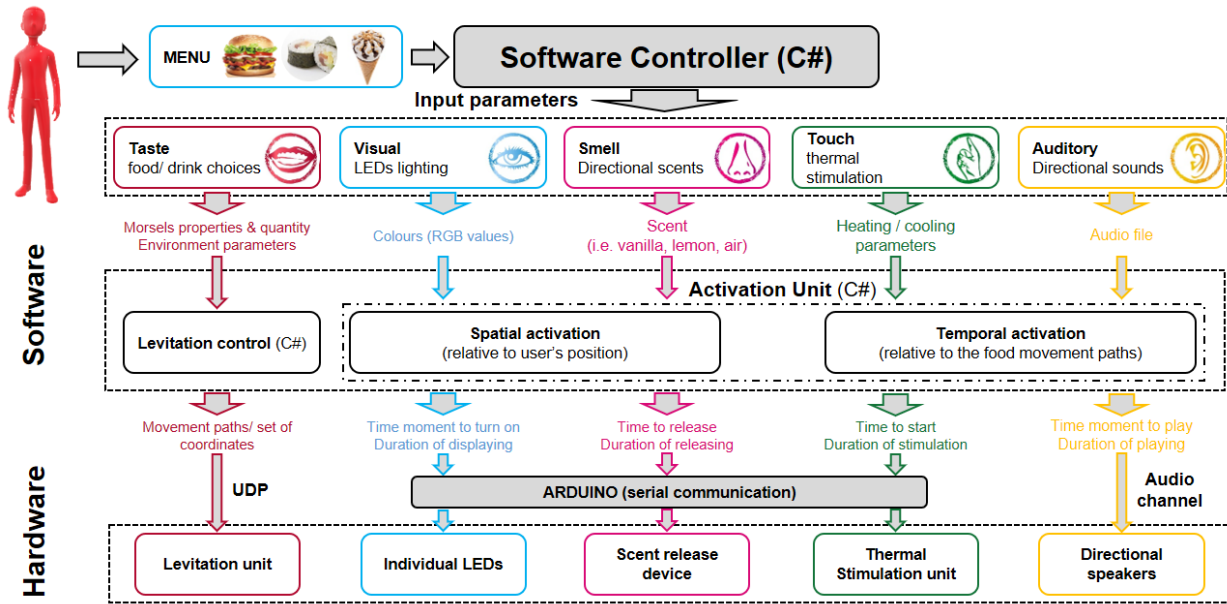 MENU
Software Controller (C#)
Input parameters
Taste
food/ drink choices
Visual
LEDs lighting
Smell
Directional scents
Touch
thermal
stimulation
Auditory
Directional sounds
Morsels properties & quantity
Environment parameters
Colours (RGB values)
Scent
(i.e. vanilla, lemon, air)
Heating / cooling
parameters
Audio file
Software
Activation Unit (C#)
Levitation control (C#)
Spatial activation
(relative to user's position)
Temporal activation
(relative to the food movement paths)
Movement paths/ set of
coordinates
Time moment to turn on
Duration of displaying
Time to release
Duration of releasing
Time to start
Duration of stimulation
Time moment to play
Duration of playing
Hardware
UDP
ARDUINO (serial communication)
Audio
channel
Levitation unit
Individual LEDs
Scent release
device
Thermal
Stimulation unit
Directional
speakers